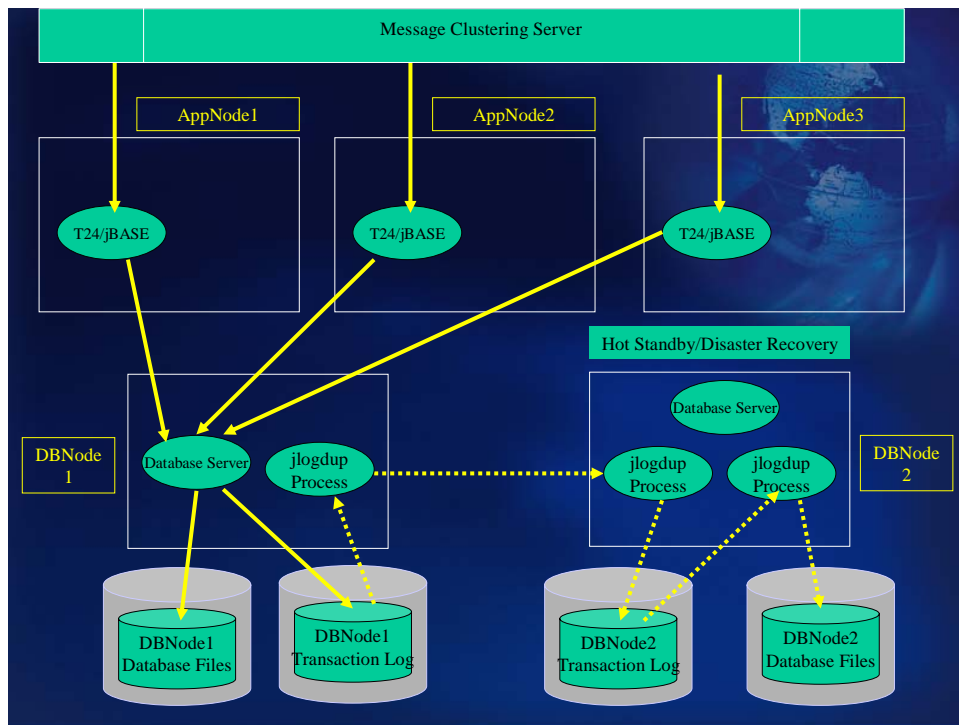 Message Clustering Server
AppNode1
AppNode2
AppNode3
T24/jBASE
T24/jBASE
T24/jBASE
Hot Standby/Disaster Recovery
Database Server
DBNode
1
Database Server
jlogdup
Process
jlogdup
Process
jlogdup
Process
DBNode
2
DBNode1
Database Files
DBNode1
Transaction Log
DBNode2
Transaction Log
DBNode2
Database Files